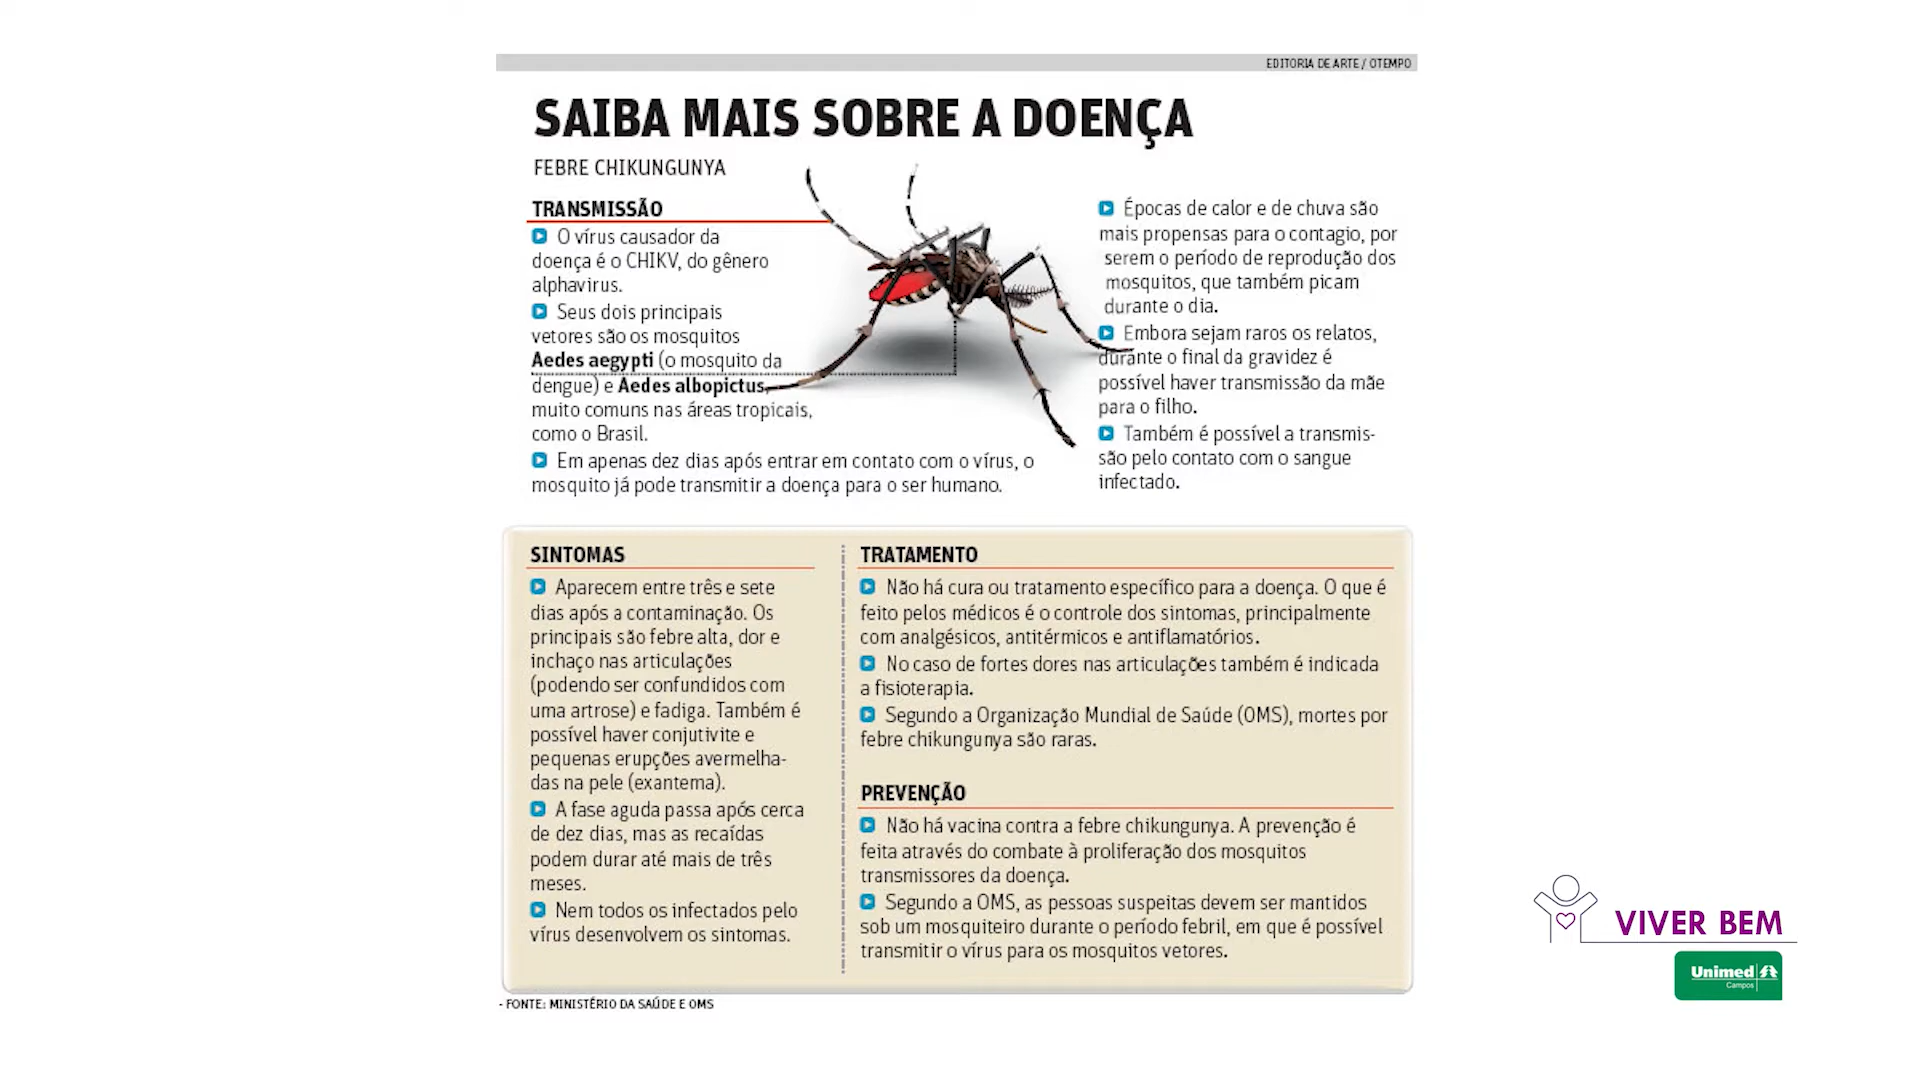 EDITORIA DE ARTE / OTEMPO
SAIBA MAIS SOBRE A DOENÇA
FEBRE CHIKUNGUNYA
TRANSMISSÃO
O vírus causador da
doença é o CHIKV, do gênero
alphavirus.
Seus dois principais
vetores são os mosquitos
Aedes aegypti (o mosquito da
dengue) e Aedes albopictus,
muito comuns nas áreas tropicais,
como o Brasil.
Em apenas dez dias após entrar em contato com o vírus, o
mosquito já pode transmitir a doença para o ser humano.
Épocas de calor e de chuva são
mais propensas para o contagio, por
serem o período de reprodução dos
mosquitos, que também picam
durante o dia.
Embora sejam raros os relatos,
durante o final da gravidez é
possível haver transmissão da mãe
para o filho.
Também é possível a transmis-
são pelo contato com o sangue
infectado.
SINTOMAS
Aparecem entre três e sete
dias após a contaminação. Os
principais são febre alta, dor e
inchaço nas articulações
(podendo ser confundidos com
uma artrose) e fadiga. Também é
possível haver conjutivite e
pequenas erupções avermelha-
das na pele (exantema).
A fase aguda passa após cerca
de dez dias, mas as recaídas
podem durar até mais de três
meses.
Nem todos os infectados pelo
vírus desenvolvem os sintomas.
TRATAMENTO
Não há cura ou tratamento específico para a doença. O que é
feito pelos médicos é o controle dos sintomas, principalmente
com analgésicos, antitérmicos e antiflamatórios.
No caso de fortes dores nas articulações também é indicada
a fisioterapia.
Segundo a Organização Mundial de Saúde (OMS), mortes por
febre chikungunya são raras.
PREVENÇÃO
Não há vacina contra a febre chikungunya. A prevenção é
feita através do combate à proliferação dos mosquitos
transmissores da doença.
Segundo a OMS, as pessoas suspeitas devem ser mantidos
sob um mosquiteiro durante o período febril, em que é possível
transmitir o vírus para os mosquitos vetores.
- FONTE: MINISTÉRIO DA SAÚDE E OMS
VIVER BEM
Unimed
Campos